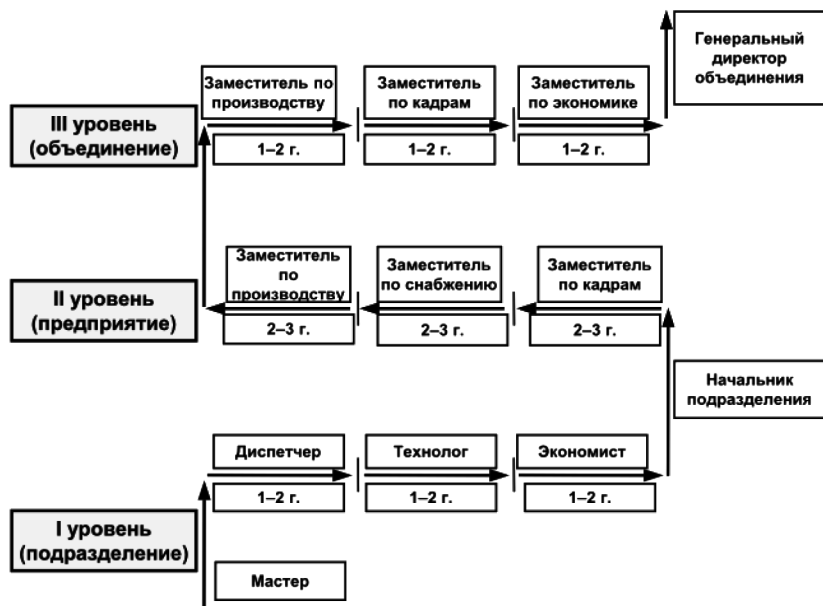 Генеральный
директор
объединения
Заместитель по
производству
Заместитель
по кадрам
Заместитель
по экономике
III уровень
(объединение)
1–2 г.
1–2 г.
1–2 г.
Заместитель
по
производству
Заместитель
по снабжению
Заместитель
по кадрам
II уровень
(предприятие)
2–3 г.
2–3 г.
2–3 г.
Начальник
подразделения
Диспетчер
Технолог
Экономист
1–2 г.
1–2 г.
1–2 г.
I уровень
(подразделение)
Мастер